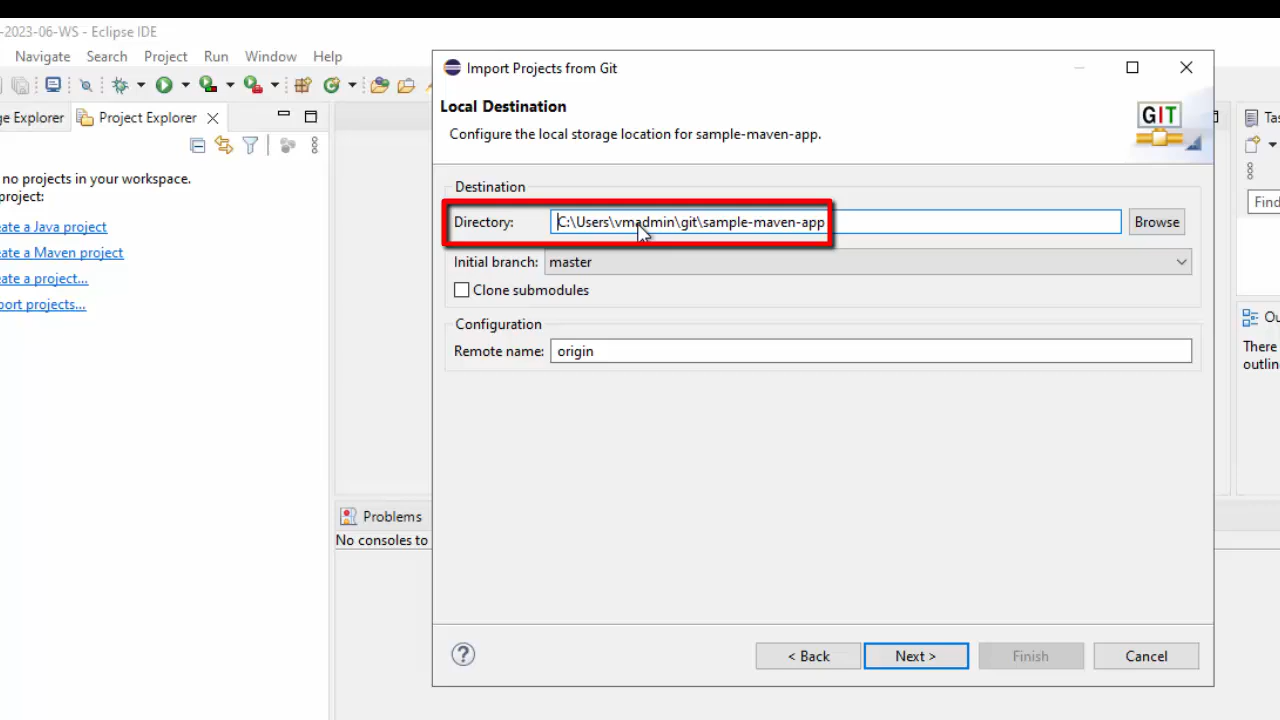 -2023-06-WS - Eclipse IDE
Navigate Search Project Run Window Help
Import Projects from Git
Local Destination
Configure the local storage location for sample-maven-app.
GIT
ge Explorer
Project Explorer
no projects in your workspace.
project:
ate a Java project
ate a Maven project
ate a project...
port projects...
Destination
Directory: C:\Users\vmadmin\git\sample-maven-app
Browse
Initial branch: master
Clone submodules
Configuration
Remote name: origin
Problems
No consoles to
< Back
Next >
Finish
Cancel
Tas
Find
Ou
There
outlin